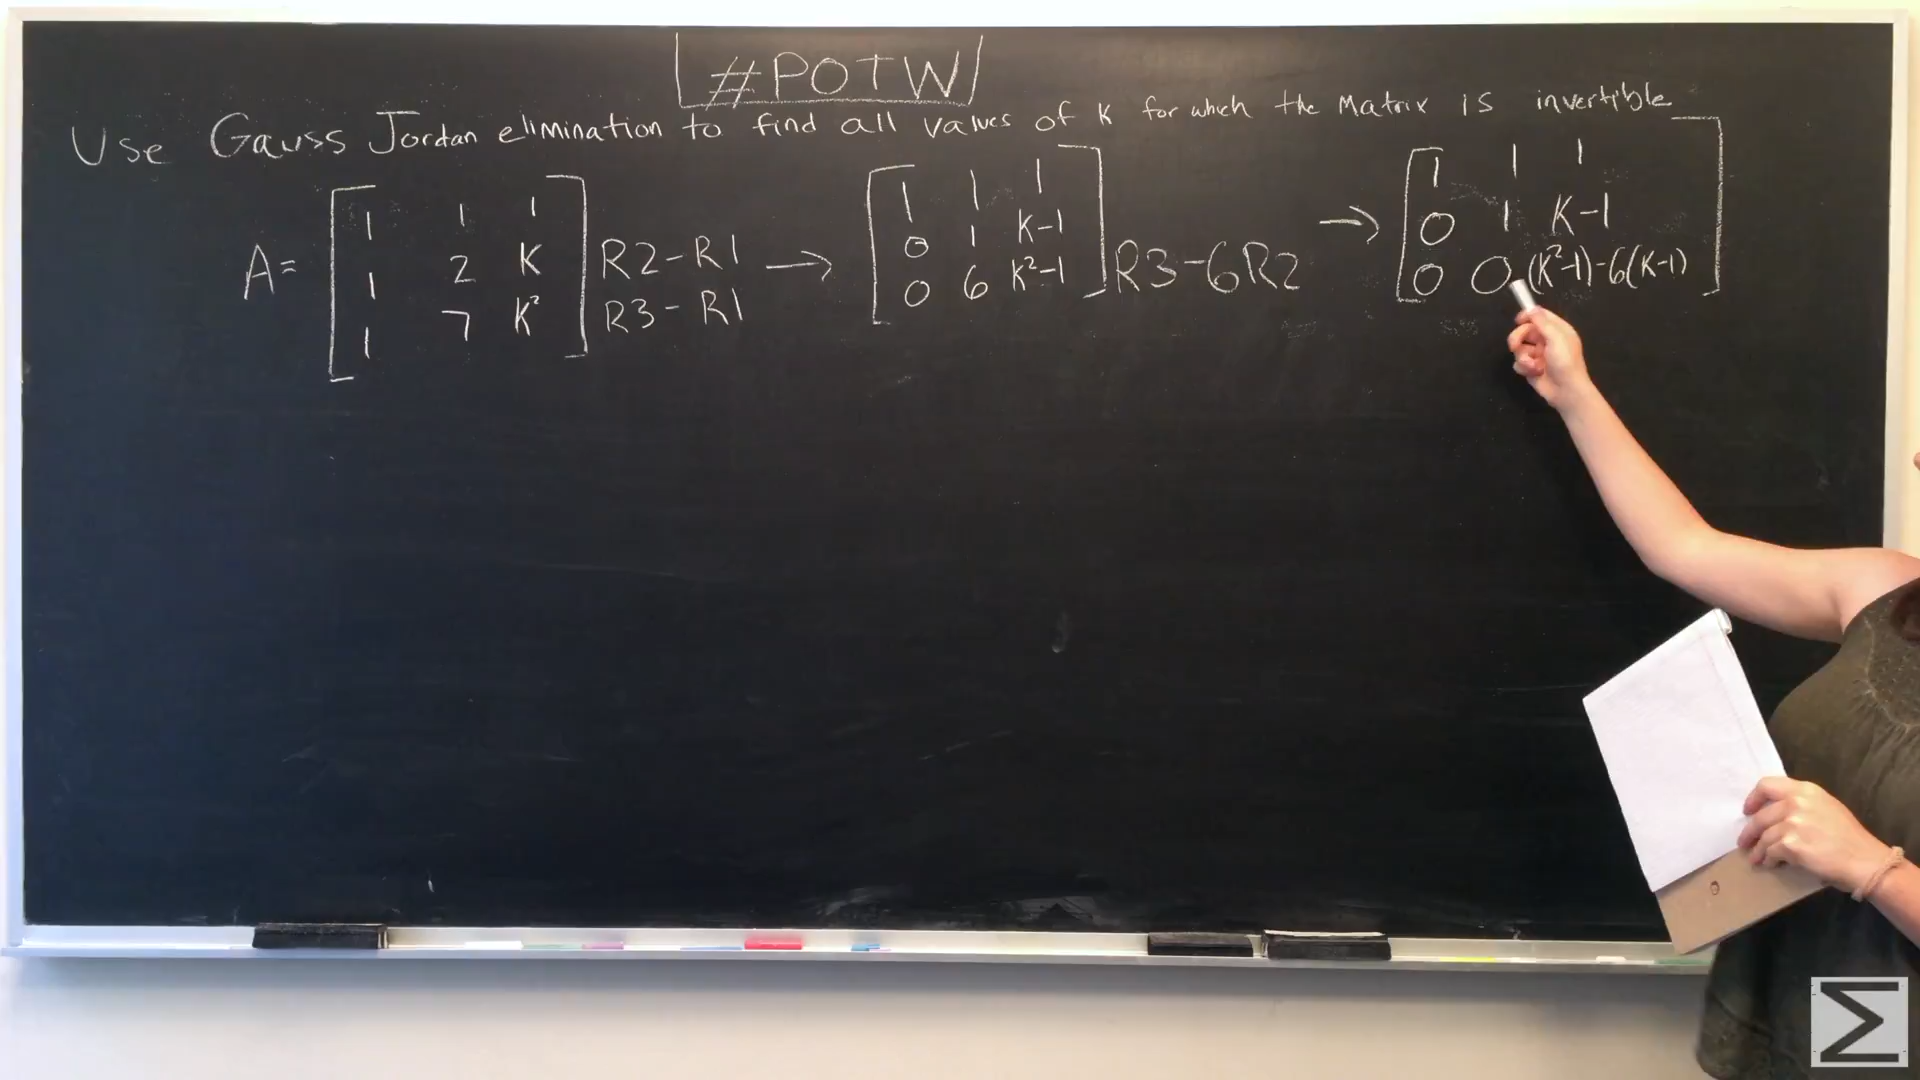 #POTW
Use Gauss Jordan elimination to find all values of K for which the Matrix is invertible
A= [ 1 1 1 ; 1 2 K ; 1 7 K² ] R2-R1 R3-R1 → [ 1 1 1 ; 0 1 K-1 ; 0 6 K²-1 ] R3-6R2 → [ 1 1 1 ; 0 1 K-1 ; 0 0 (K²-1)-6(K-1) ]
Σ